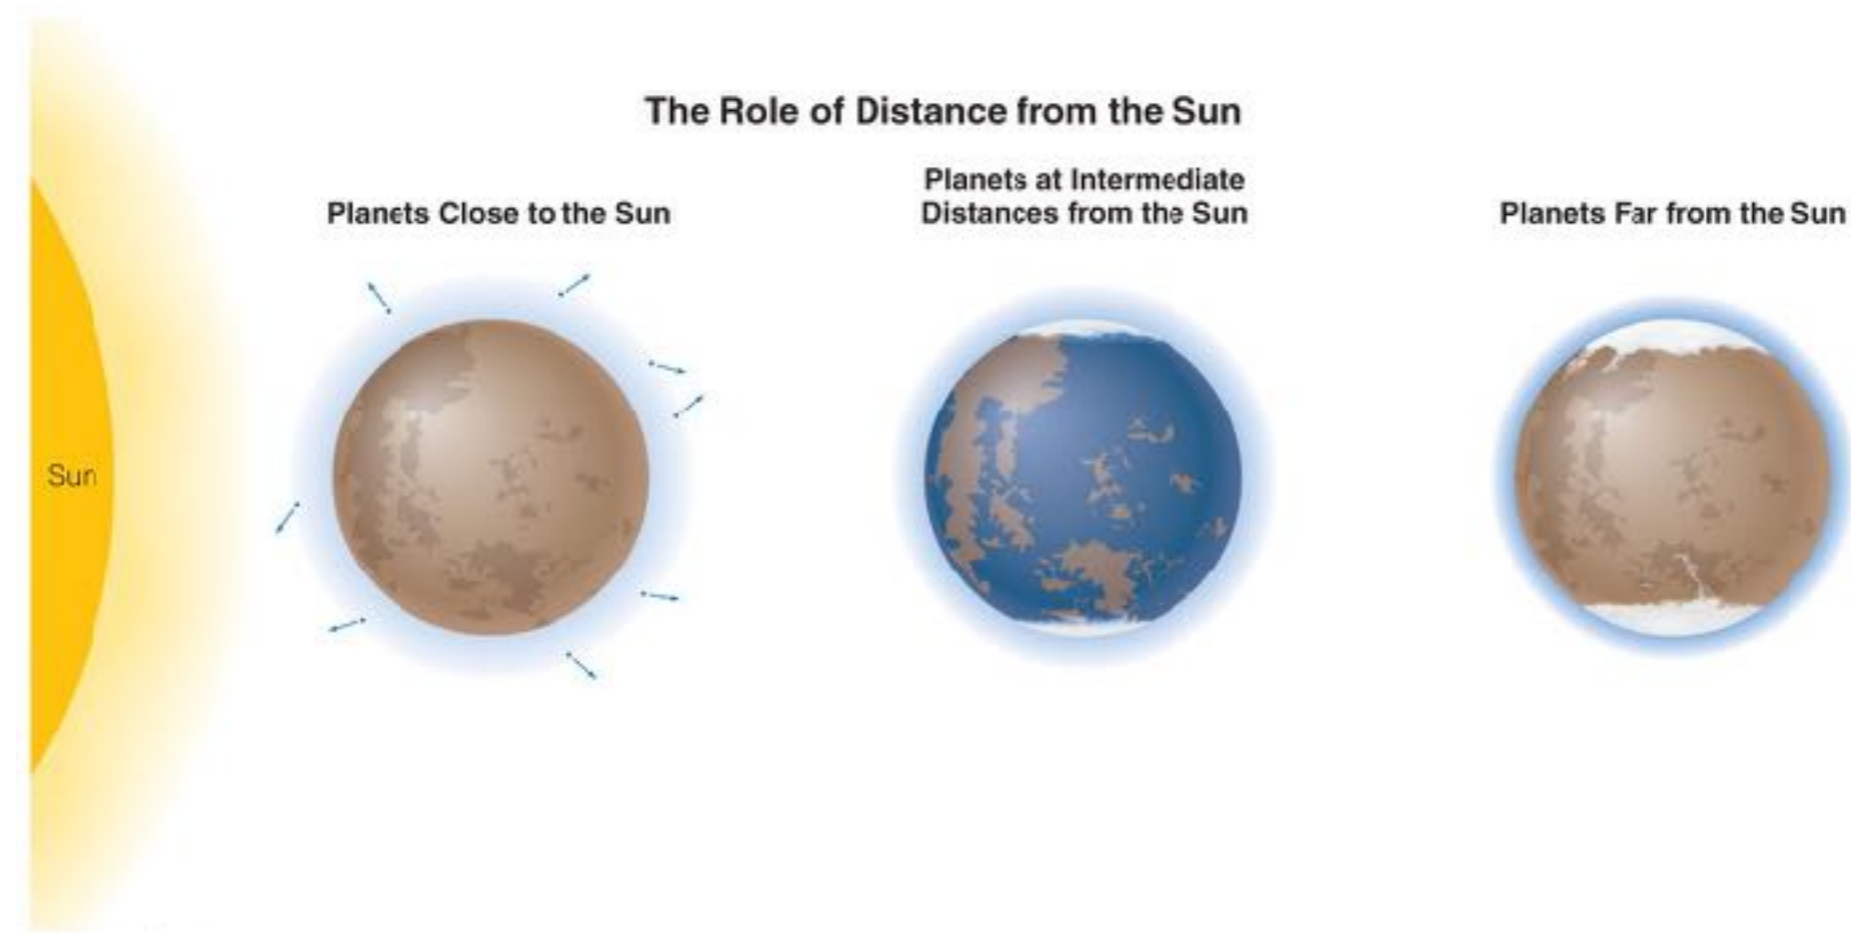 The Role of Distance from the Sun
Planets Close to the Sun
Planets at Intermediate
Distances from the Sun
Planets Far from the Sun
Sun